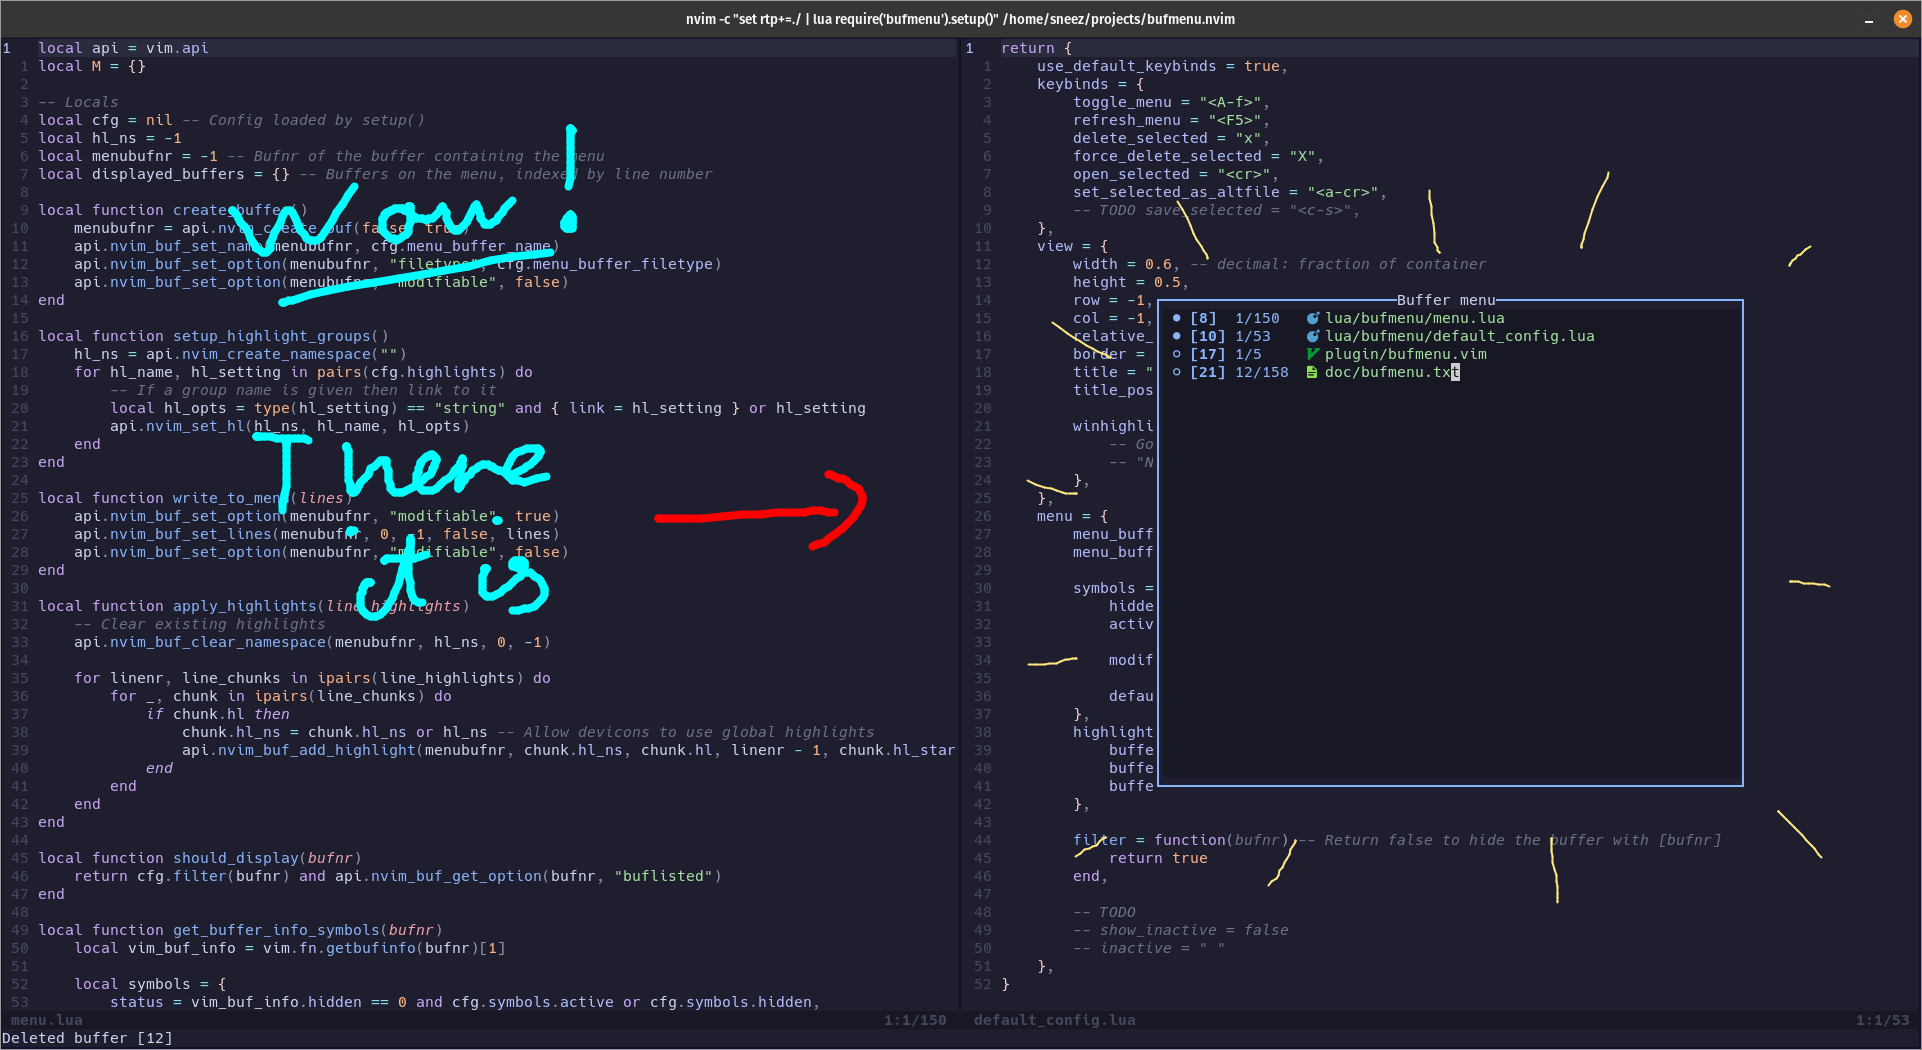 nvim -c "set rtp+=./ | lua require('bufmenu').setup()" /home/sneez/projects/bufmenu.nvim
1 local api = vim.api
1 local M = {}
2
3 -- Locals
4 local cfg = nil -- Config loaded by setup()
5 local hl_ns = -1
6 local menubufnr = -1 -- Bufnr of the buffer containing the menu
7 local displayed_buffers = {} -- Buffers on the menu, indexed by line number
8
9 local function create_buffer()
10 menubufnr = api.nvim_create_buf(false, true)
11 api.nvim_buf_set_name(menubufnr, cfg.menu_buffer_name)
12 api.nvim_buf_set_option(menubufnr, "filetype", cfg.menu_buffer_filetype)
13 api.nvim_buf_set_option(menubufnr, "modifiable", false)
14 end
15
16 local function setup_highlight_groups()
17 hl_ns = api.nvim_create_namespace("")
18 for hl_name, hl_setting in pairs(cfg.highlights) do
19 -- If a group name is given then link to it
20 local hl_opts = type(hl_setting) == "string" and { link = hl_setting } or hl_setting
21 api.nvim_set_hl(hl_ns, hl_name, hl_opts)
22 end
23 end
24
25 local function write_to_menu(lines)
26 api.nvim_buf_set_option(menubufnr, "modifiable", true)
27 api.nvim_buf_set_lines(menubufnr, 0, -1, false, lines)
28 api.nvim_buf_set_option(menubufnr, "modifiable", false)
29 end
30
31 local function apply_highlights(line_highlights)
32 -- Clear existing highlights
33 api.nvim_buf_clear_namespace(menubufnr, hl_ns, 0, -1)
34
35 for linenr, line_chunks in ipairs(line_highlights) do
36 for _, chunk in ipairs(line_chunks) do
37 if chunk.hl then
38 chunk.hl_ns = chunk.hl_ns or hl_ns -- Allow devicons to use global highlights
39 api.nvim_buf_add_highlight(menubufnr, chunk.hl_ns, chunk.hl, linenr - 1, chunk.hl_star
40 end
41 end
42 end
43 end
44
45 local function should_display(bufnr)
46 return cfg.filter(bufnr) and api.nvim_buf_get_option(bufnr, "buflisted")
47 end
48
49 local function get_buffer_info_symbols(bufnr)
50 local vim_buf_info = vim.fn.getbufinfo(bufnr)[1]
51
52 local symbols = {
53 status = vim_buf_info.hidden == 0 and cfg.symbols.active or cfg.symbols.hidden,
menu.lua 1:1/150
Wow!
There
it is
1 return {
1 use_default_keybinds = true,
2 keybinds = {
3 toggle_menu = "<A-f>",
4 refresh_menu = "<F5>",
5 delete_selected = "x",
6 force_delete_selected = "X",
7 open_selected = "<cr>",
8 set_selected_as_altfile = "<a-cr>",
9 -- TODO save_selected = "<c-s>",
10 },
11 view = {
12 width = 0.6, -- decimal: fraction of container
13 height = 0.5,
14 row = -1,
15 col = -1,
16 relative_
17 border =
18 title = "
19 title_pos
20
21 winhighli
22 -- Go
23 -- "N
24 },
25 },
26 menu = {
27 menu_buff
28 menu_buff
29
30 symbols =
31 hidde
32 activ
33
34 modif
35
36 defau
37 },
38 highlight
39 buffe
40 buffe
41 buffe
42 },
43
44 filter = function(bufnr) -- Return false to hide the buffer with [bufnr]
45 return true
46 end,
47
48 -- TODO
49 -- show_inactive = false
50 -- inactive = " "
51 },
52 }
default_config.lua 1:1/53
Buffer menu
[8] 1/150 lua/bufmenu/menu.lua
[10] 1/53 lua/bufmenu/default_config.lua
[17] 1/5 plugin/bufmenu.vim
[21] 12/158 doc/bufmenu.txt
Deleted buffer [12]